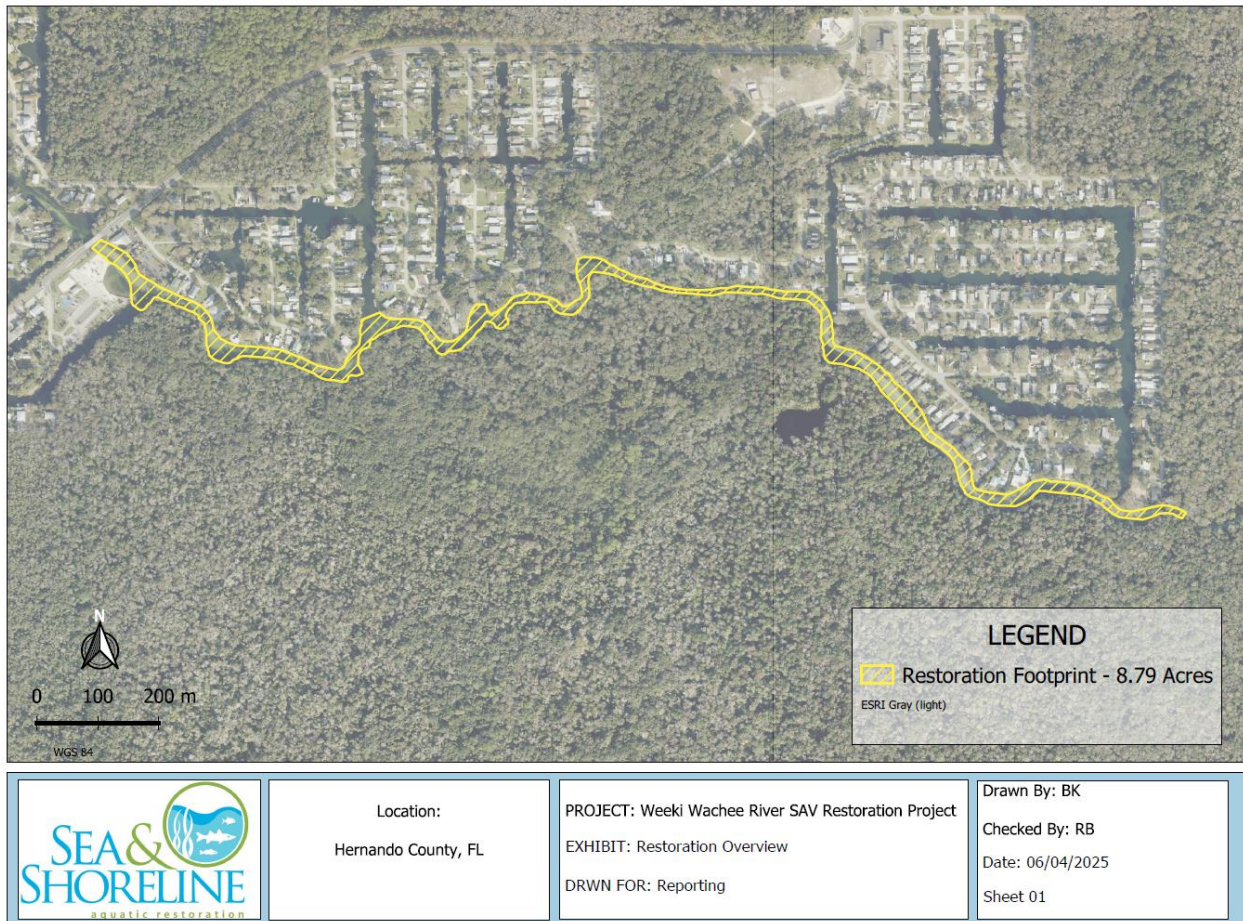 N
0 100 200 m
WGS 84
LEGEND
Restoration Footprint - 8.79 Acres
ESRI Gray (light)
SEA&
SHORELINE
aquatic restoration
Location:
Hernando County, FL
PROJECT: Weeki Wachee River SAV Restoration Project
EXHIBIT: Restoration Overview
DRWN FOR: Reporting
Drawn By: BK
Checked By: RB
Date: 06/04/2025
Sheet 01